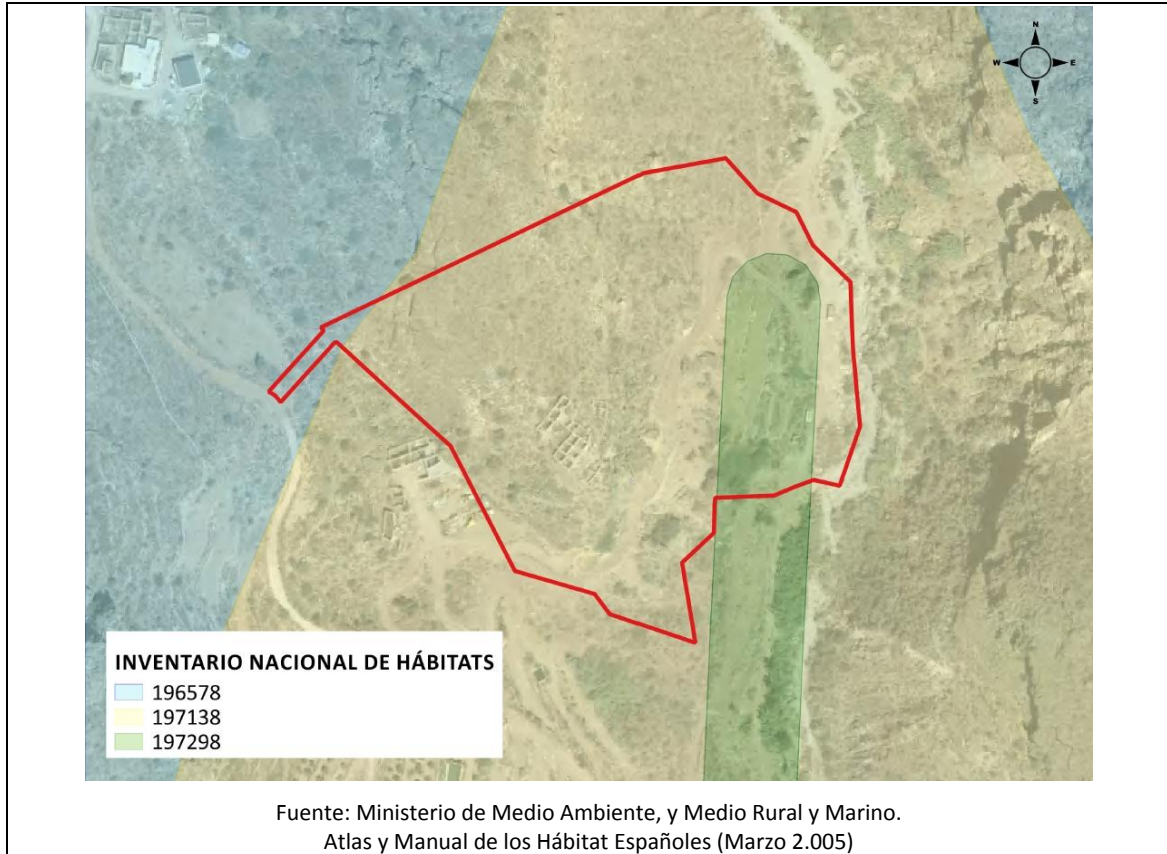 N
W
E
S
INVENTARIO NACIONAL DE HÁBITATS
196578
197138
197298
Fuente: Ministerio de Medio Ambiente, y Medio Rural y Marino.
Atlas y Manual de los Hábitat Españoles (Marzo 2.005)